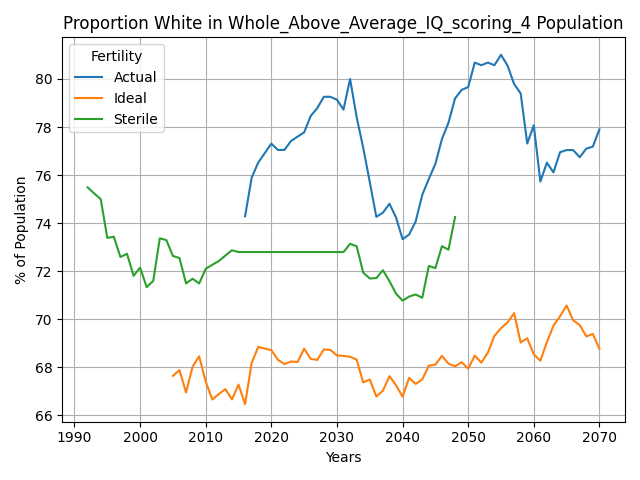 Proportion White in Whole_Above_Average_IQ_scoring_4 Population
Fertility
Actual
Ideal
Sterile
% of Population
80
78
76
74
72
70
68
66
1990
2000
2010
2020
2030
2040
2050
2060
2070
Years